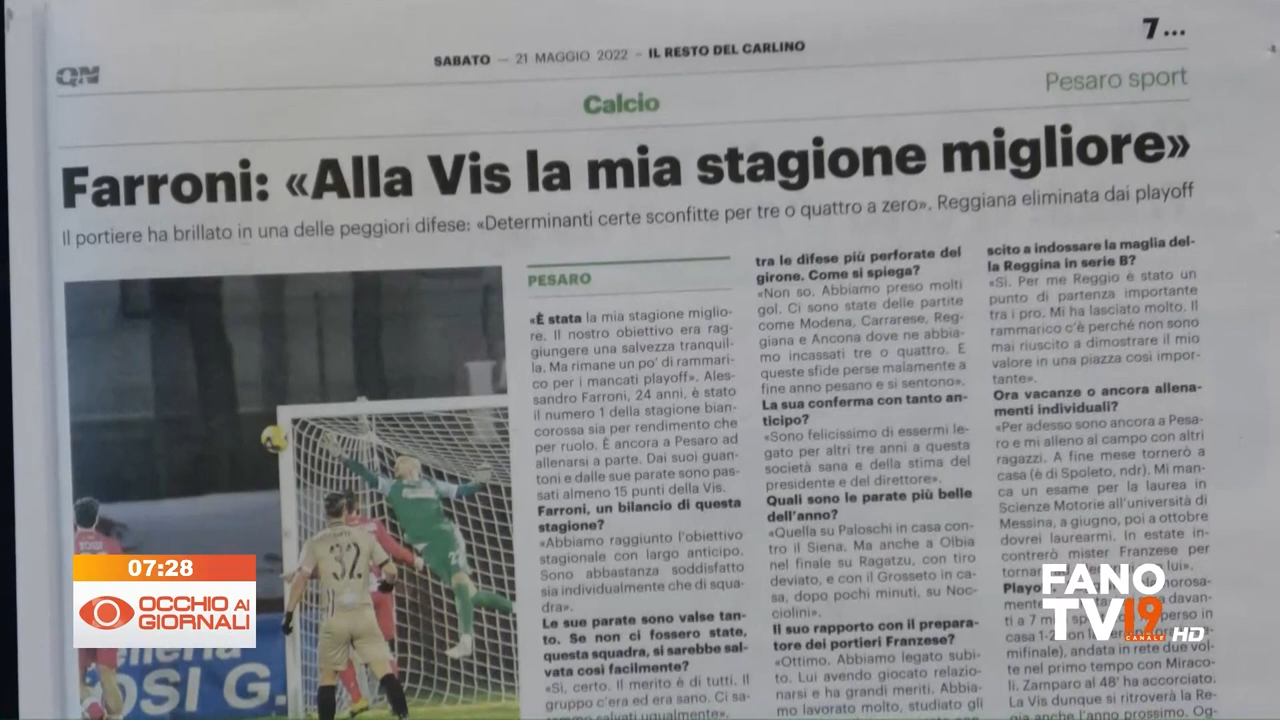 7...
QN
SABATO — 21 MAGGIO 2022 – IL RESTO DEL CARLINO
Calcio
Pesaro sport
Farroni: «Alla Vis la mia stagione migliore»
Il portiere ha brillato in una delle peggiori difese: «Determinanti certe sconfitte per tre o quattro a zero». Reggiana eliminata dai playoff
PESARO
«È stata la mia stagione miglio-
re. Il nostro obiettivo era rag-
giungere una salvezza tranquil-
la. Ma rimane un po' di rammari-
co per i mancati playoff». Ales-
sandro Farroni, 24 anni, è stato
il numero 1 della stagione bian-
corossa sia per rendimento che
per ruolo. È ancora a Pesaro ad
allenarsi a parte. Dai suoi guan-
toni e dalle sue parate sono pas-
sati almeno 15 punti della Vis.
Farroni, un bilancio di questa
stagione?
«Abbiamo raggiunto l'obiettivo
stagionale con largo anticipo.
Sono abbastanza soddisfatto
sia individualmente che di squa-
dra».
Le sue parate sono valse tan-
to. Se non ci fossero state,
questa squadra, si sarebbe sal-
vata così facilmente?
«Sì, certo. Il merito è di tutti. Il
gruppo c'era ed era sano. Ci sa-
remmo salvati ugualmente».
tra le difese più perforate del
girone. Come si spiega?
«Non so. Abbiamo preso molti
gol. Ci sono state delle partite
come Modena, Carrarese, Reg-
giana e Ancona dove ne abbia-
mo incassati tre o quattro. E
queste sfide perse malamente a
fine anno pesano e si sentono».
La sua conferma con tanto an-
ticipo?
«Sono felicissimo di essermi le-
gato per altri tre anni a questa
società sana e della stima del
presidente e del direttore».
Quali sono le parate più belle
dell'anno?
«Quella su Paloschi in casa con-
tro il Siena. Ma anche a Olbia
nel finale su Ragatzu, con tiro
deviato, e con il Grosseto in ca-
sa, dopo pochi minuti, su Noc-
ciolini».
Il suo rapporto con il prepara-
tore dei portieri Franzese?
«Ottimo. Abbiamo legato subi-
to. Lui avendo giocato relazio-
narsi e ha grandi meriti. Abbia-
mo lavorato molto, studiato gli
scito a indossare la maglia del-
la Reggina in serie B?
«Sì. Per me Reggio è stato un
punto di partenza importante
tra i pro. Mi ha lasciato molto. Il
rammarico c'è perché non sono
mai riuscito a dimostrare il mio
valore in una piazza così impor-
tante».
Ora vacanze o ancora allena-
menti individuali?
«Per adesso sono ancora a Pesa-
ro e mi alleno al campo con altri
ragazzi. A fine mese tornerò a
casa (è di Spoleto, ndr). Mi man-
ca un esame per la laurea in
Scienze Motorie all'università di
Messina, a giugno, poi a ottobre
dovrei laurearmi. In estate in-
contrerò mister Franzese per
lui».
casa 1-2
mifinale), andata in rete due vol-
te nel primo tempo con Miraco-
li. Zamparo al 48' ha accorciato.
La Vis dunque si ritroverà la Re-
gia anche l'anno prossimo. Og-
32
OSI G.
07:28
OCCHIO AI
GIORNALI
FANO
TV19
CANALE
HD